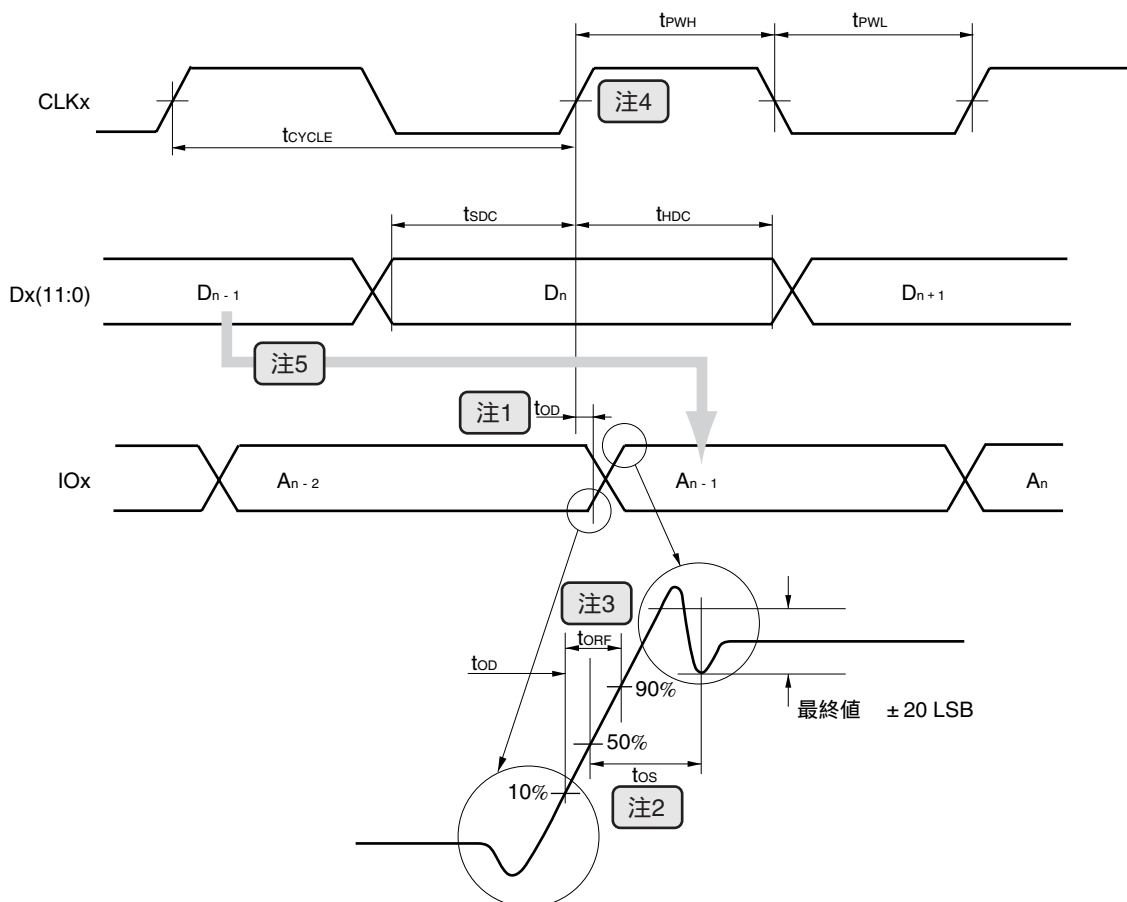 tPWH
tPWL
CLKx
注4
tCYCLE
tSDC
tHDC
Dx(11:0)
Dn - 1
Dn
Dn + 1
注5
注1
tOD
IOx
An - 2
An - 1
An
注3
tORF
tOD
90%
最終値 ± 20 LSB
50%
tOS
10%
注2